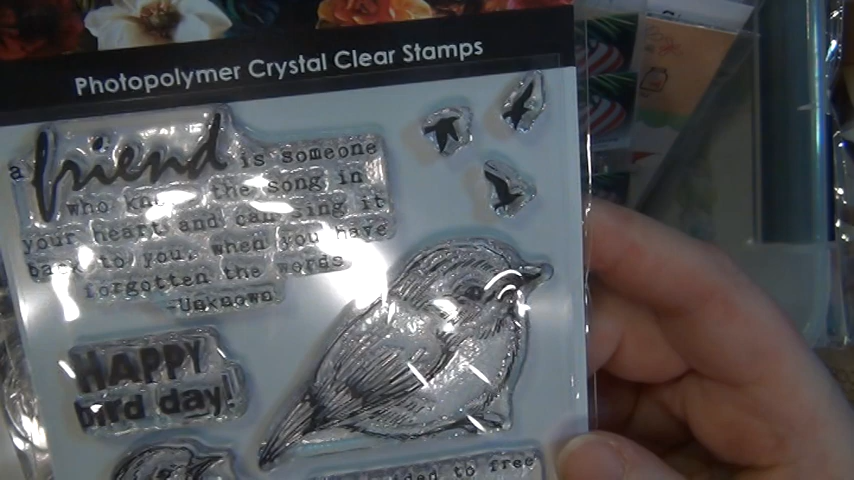 Photopolymer Crystal Clear Stamps
a friend is someone
who knows the song in
your heart and can sing it
back to you, when you have
forgotten the words
-Unknown
HAPPY
bird day!
to free